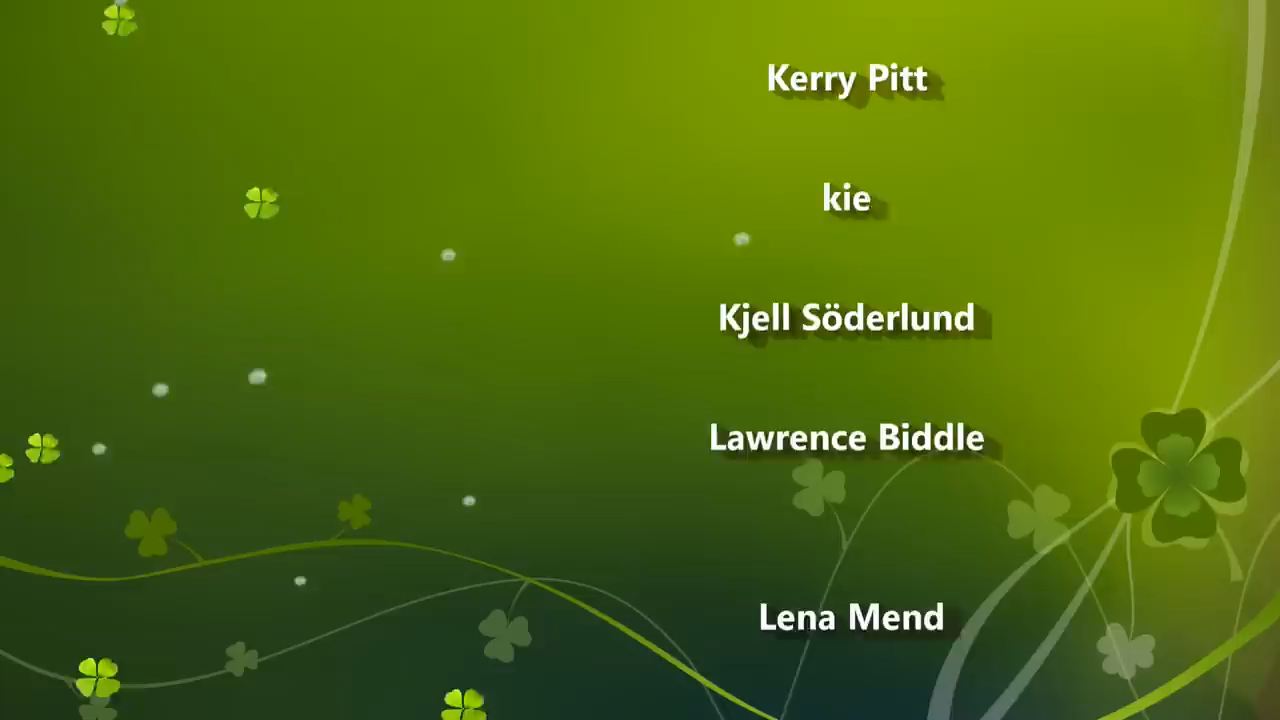 Kerry Pitt
kie
Kjell Söderlund
Lawrence Biddle
Lena Mend